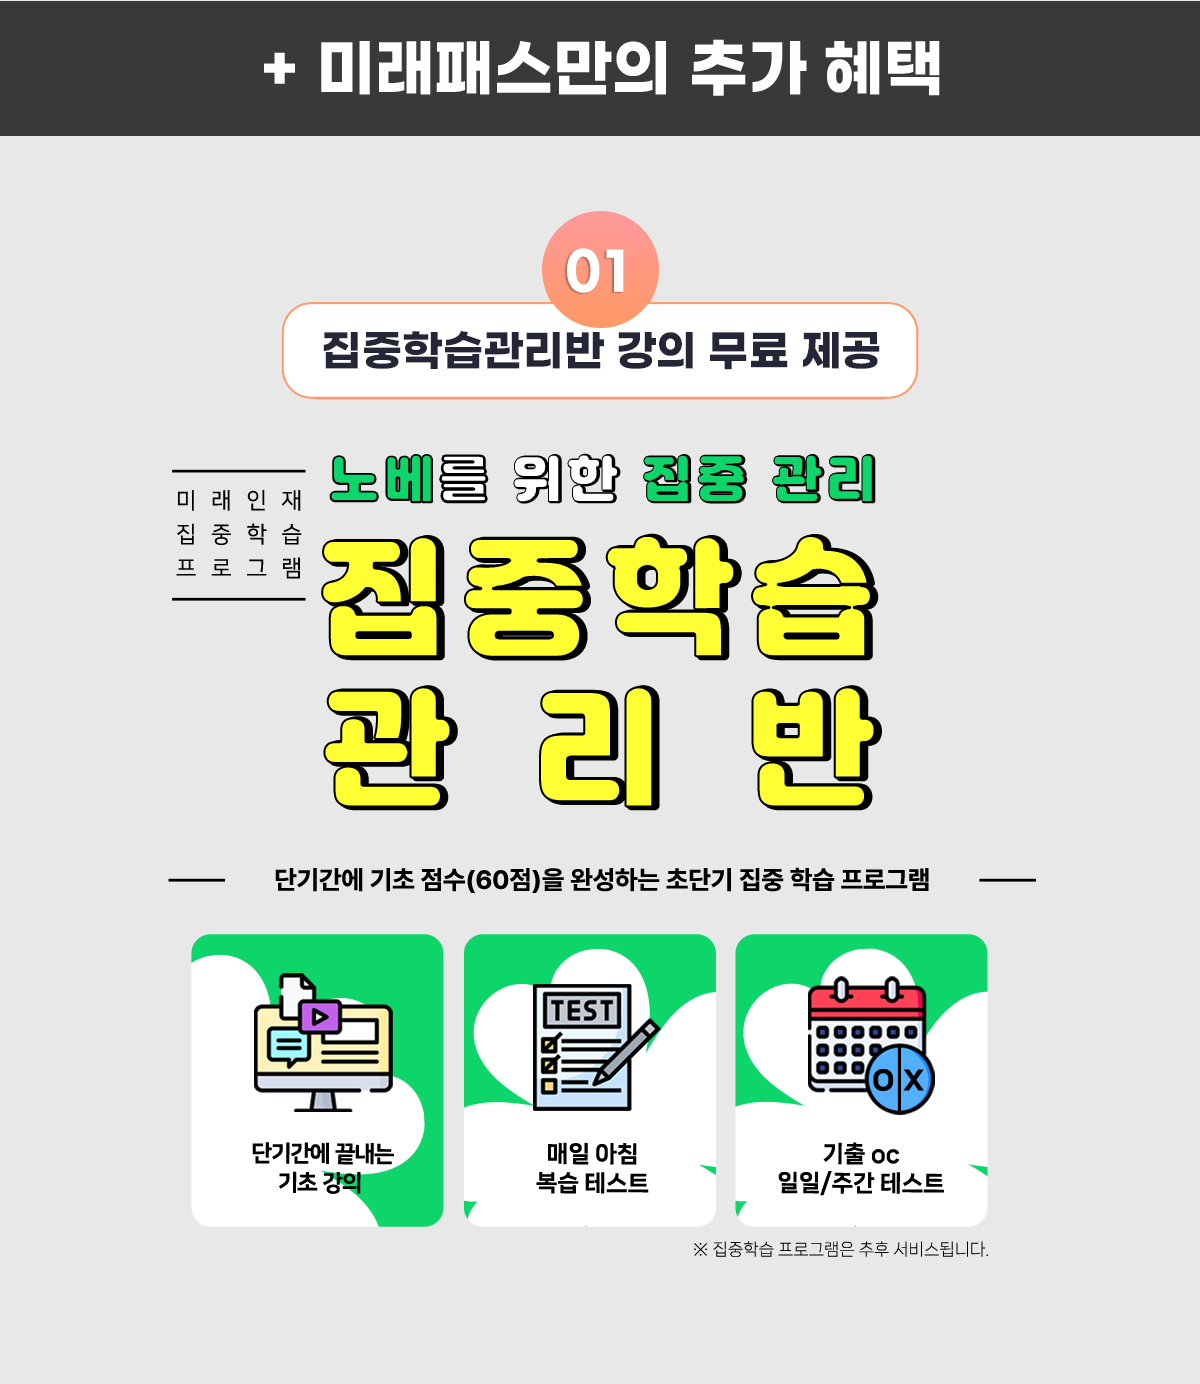 + 미래패스만의 추가 혜택
01
집중학습관리반 강의 무료 제공
미래인재
집중학습
프로그램
노베를 위한 집중 관리
집중학습
관리반
단기간에 기초 점수(60점)을 완성하는 초단기 집중 학습 프로그램
단기간에 끝내는
기초 강의
TEST
매일 아침
복습 테스트
O X
기출 oc
일일/주간 테스트
※ 집중학습 프로그램은 추후 서비스됩니다.